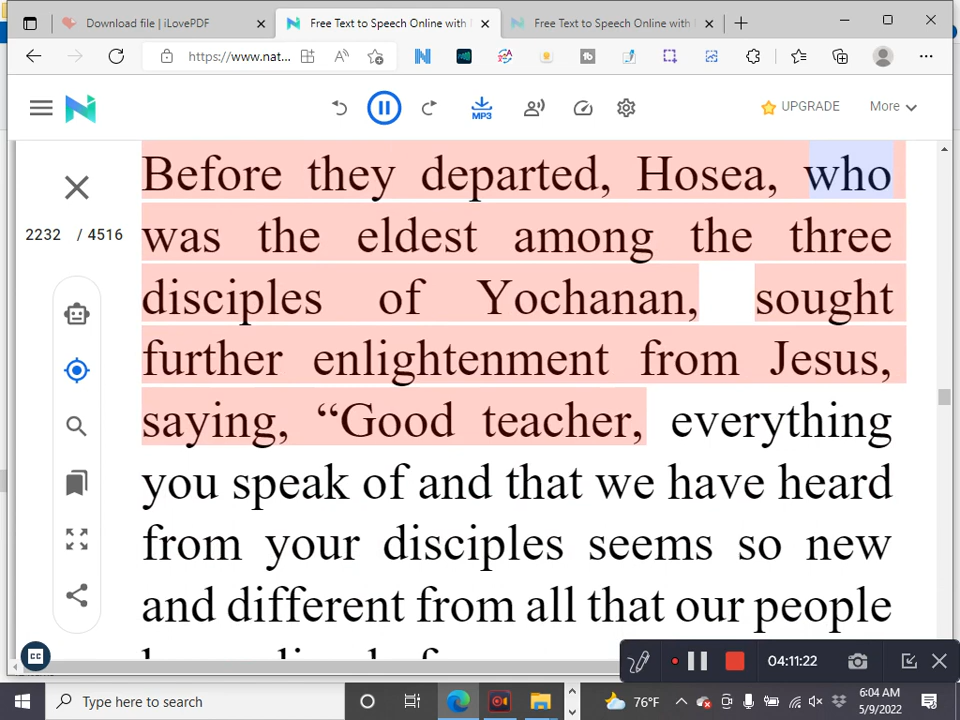 Download file | iLovePDF
Free Text to Speech Online with
Free Text to Speech Online with
https://www.nat...
MP3
UPGRADE
More
2232 / 4516
Before they departed, Hosea, who
was the eldest among the three
disciples of Yochanan, sought
further enlightenment from Jesus,
saying, “Good teacher, everything
you speak of and that we have heard
from your disciples seems so new
and different from all that our people
CC
04:11:22
Type here to search
76°F
6:04 AM
5/9/2022